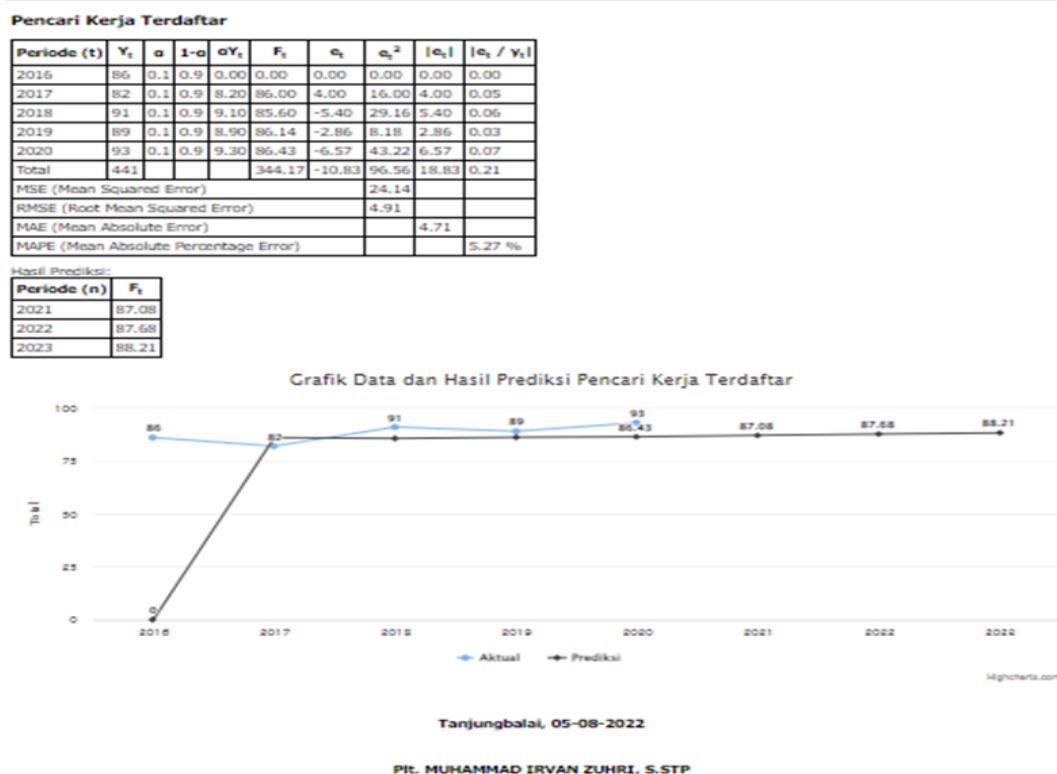 Pencari Kerja Terdaftar
Periode (t) Yt α 1-α αYt Ft et et² |et| |et / yt|
2016 86 0.1 0.9 0.00 0.00 0.00 0.00 0.00 0.00
2017 82 0.1 0.9 8.20 86.00 4.00 16.00 4.00 0.05
2018 91 0.1 0.9 9.10 85.60 -5.40 29.16 5.40 0.06
2019 89 0.1 0.9 8.90 86.14 -2.86 8.18 2.86 0.03
2020 93 0.1 0.9 9.30 86.43 -6.57 43.22 6.57 0.07
Total 441 344.17 -10.83 96.56 18.83 0.21
MSE (Mean Squared Error) 24.14
RMSE (Root Mean Squared Error) 4.91
MAE (Mean Absolute Error) 4.71
MAPE (Mean Absolute Percentage Error) 5.27 %
Hasil Prediksi:
Periode (n) Ft
2021 87.08
2022 87.68
2023 88.21
Grafik Data dan Hasil Prediksi Pencari Kerja Terdaftar
100
86 82 91 89 93 86.43 87.08 87.68 88.21
75
Total
50
25
0
0
2016 2017 2018 2019 2020 2021 2022 2023
Aktual Prediksi
Highcharts.com
Tanjungbalai, 05-08-2022
Plt. MUHAMMAD IRVAN ZUHRI, S.STP